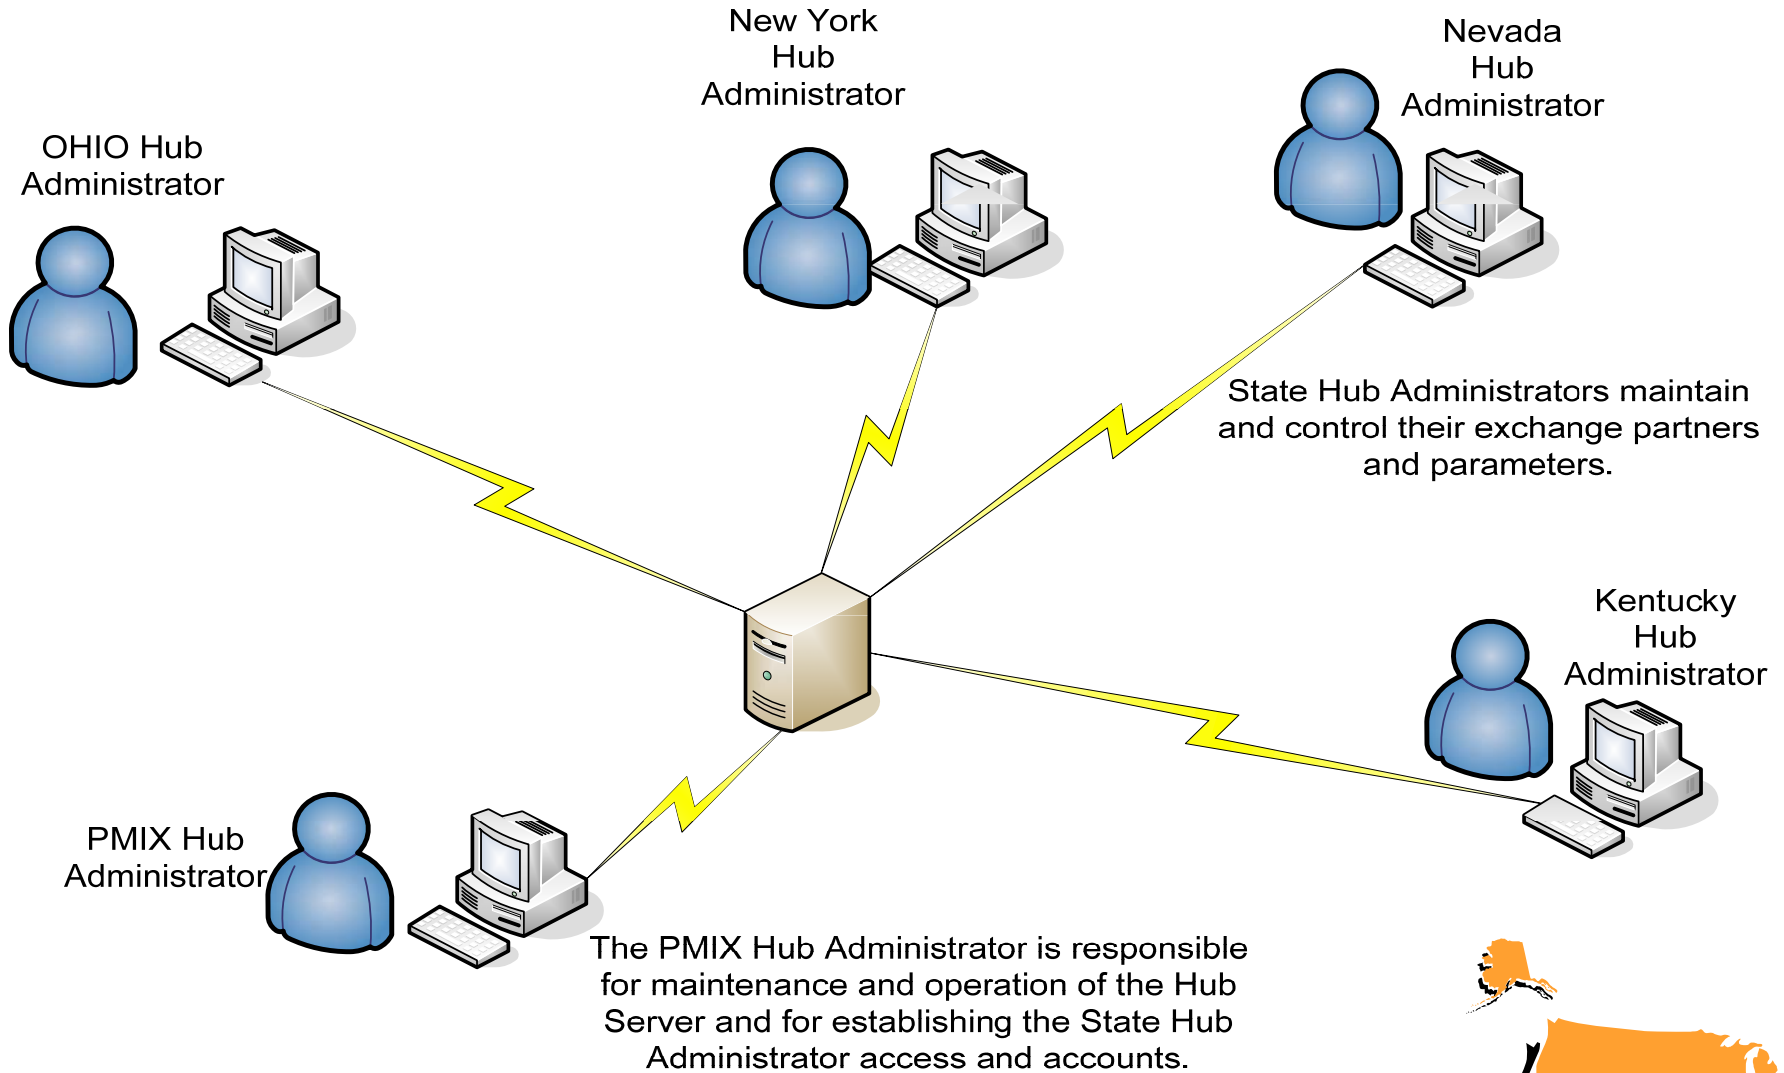 New York
Hub
Administrator
Nevada
Hub
Administrator
OHIO Hub
Administrator
State Hub Administrators maintain
and control their exchange partners
and parameters.
Kentucky
Hub
Administrator
PMIX Hub
Administrator
The PMIX Hub Administrator is responsible
for maintenance and operation of the Hub
Server and for establishing the State Hub
Administrator access and accounts.